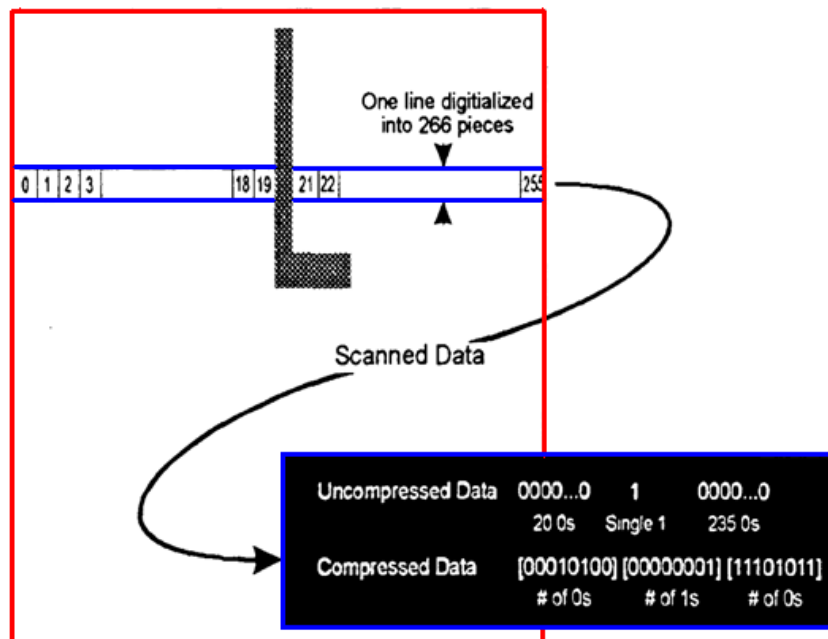 One line digitialized
into 266 pieces
0 1 2 3 18 19 21 22 255
Scanned Data
Uncompressed Data 0000...0 1 0000...0
20 0s Single 1 235 0s
Compressed Data [00010100] [00000001] [11101011]
# of 0s # of 1s # of 0s